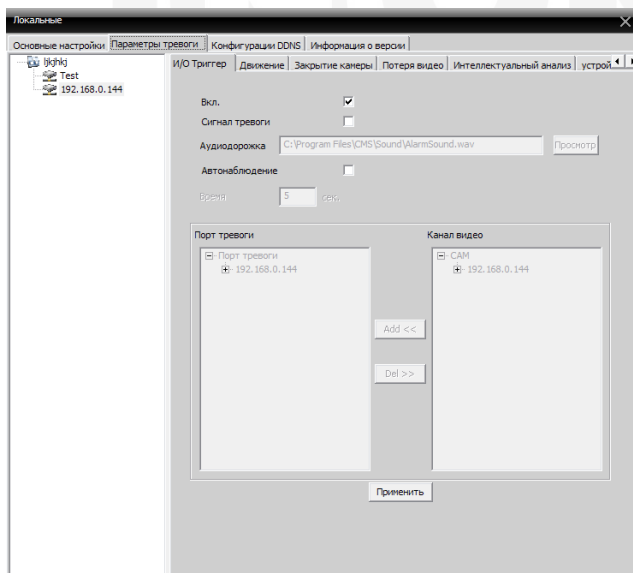 Локальные
Основные настройки Параметры тревоги Конфигурации DDNS Информация о версии
ljkjhkj
Test
192.168.0.144
И/О Триггер Движение Закрытие камеры Потеря видео Интеллектуальный анализ устрой
Вкл.
Сигнал тревоги
Аудиодорожка C:\Program Files\CMS\Sound\AlarmSound.wav Просмотр
Автонаблюдение
Время 5 сек.
Порт тревоги Канал видео
Порт тревоги CAM
192.168.0.144 192.168.0.144
Add <<
Del >>
Применить